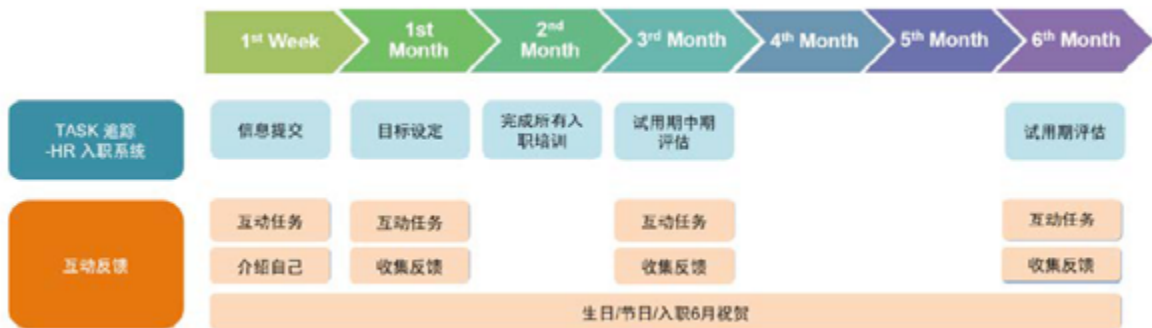 1st Week
1st
Month
2nd
Month
3rd Month
4th Month
5th Month
6th Month
TASK 追踪
-HR 入职系统
信息提交
目标设定
完成所有入
职培训
试用期中期
评估
试用期评估
互动反馈
互动任务
互动任务
互动任务
互动任务
介绍自己
收集反馈
收集反馈
收集反馈
生日/节日/入职6月祝贺